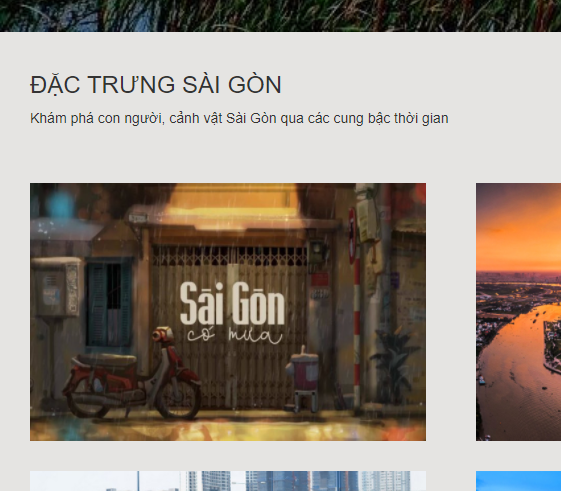 ĐẶC TRƯNG SÀI GÒN
Khám phá con người, cảnh vật Sài Gòn qua các cung bậc thời gian
Sài Gòn
có mưa